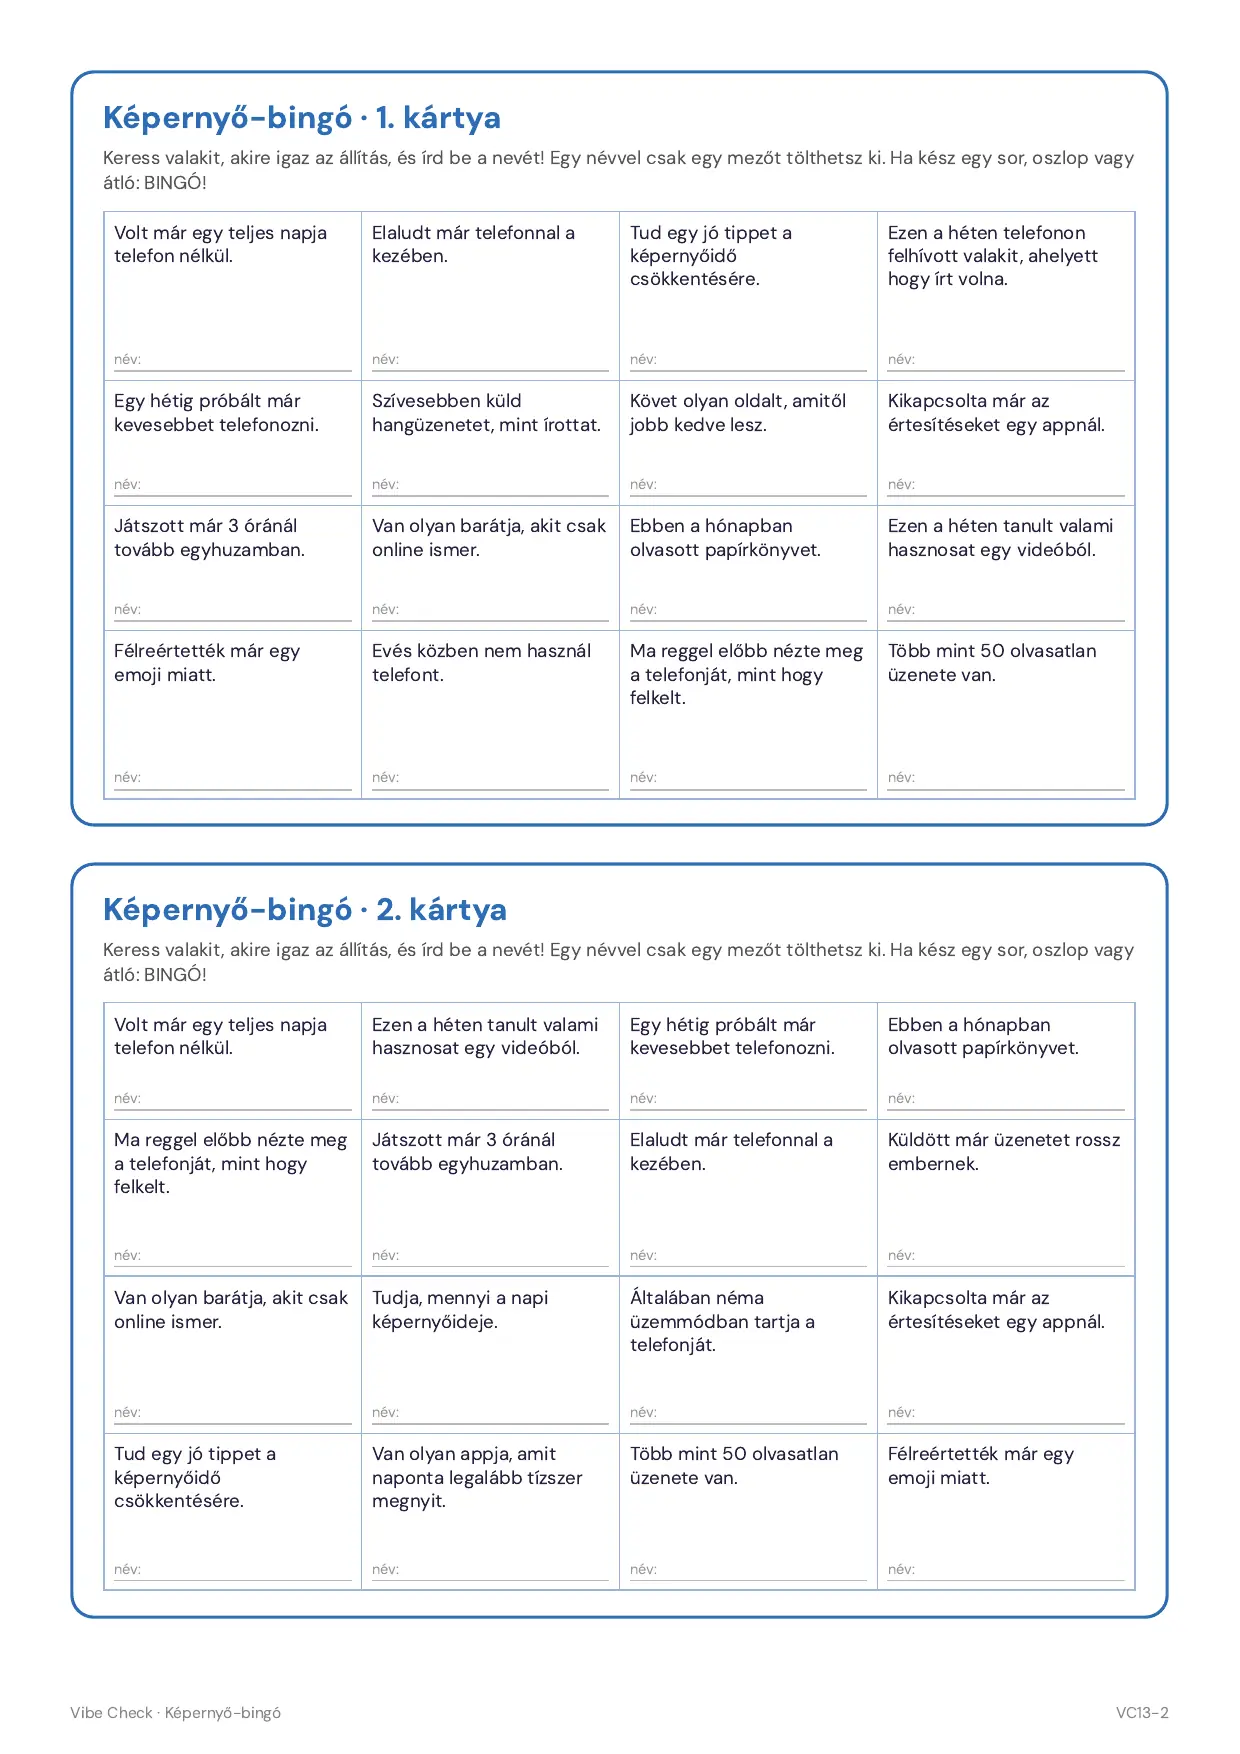 Képernyő-bingó · 1. kártya
Keress valakit, akire igaz az állítás, és írd be a nevét! Egy névvel csak egy mezőt tölthetsz ki. Ha kész egy sor, oszlop vagy
átló: BINGÓ!
Volt már egy teljes napja
telefon nélkül.
név:
Elaludt már telefonnal a
kezében.
név:
Tud egy jó tippet a
képernyőidő
csökkentésére.
név:
Ezen a héten telefonon
felhívott valakit, ahelyett
hogy írt volna.
név:
Egy hétig próbált már
kevesebbet telefonozni.
név:
Szívesebben küld
hangüzenetet, mint írottat.
név:
Követ olyan oldalt, amitől
jobb kedve lesz.
név:
Kikapcsolta már az
értesítéseket egy appnál.
név:
Játszott már 3 óránál
tovább egyhuzamban.
név:
Van olyan barátja, akit csak
online ismer.
név:
Ebben a hónapban
olvasott papírkönyvet.
név:
Ezen a héten tanult valami
hasznosat egy videóból.
név:
Félreértették már egy
emoji miatt.
név:
Evés közben nem használ
telefont.
név:
Ma reggel előbb nézte meg
a telefonját, mint hogy
felkelt.
név:
Több mint 50 olvasatlan
üzenete van.
név:
Képernyő-bingó · 2. kártya
Keress valakit, akire igaz az állítás, és írd be a nevét! Egy névvel csak egy mezőt tölthetsz ki. Ha kész egy sor, oszlop vagy
átló: BINGÓ!
Volt már egy teljes napja
telefon nélkül.
név:
Ezen a héten tanult valami
hasznosat egy videóból.
név:
Egy hétig próbált már
kevesebbet telefonozni.
név:
Ebben a hónapban
olvasott papírkönyvet.
név:
Ma reggel előbb nézte meg
a telefonját, mint hogy
felkelt.
név:
Játszott már 3 óránál
tovább egyhuzamban.
név:
Elaludt már telefonnal a
kezében.
név:
Küldött már üzenetet rossz
embernek.
név:
Van olyan barátja, akit csak
online ismer.
név:
Tudja, mennyi a napi
képernyőideje.
név:
Általában néma
üzemmódban tartja a
telefonját.
név:
Kikapcsolta már az
értesítéseket egy appnál.
név:
Tud egy jó tippet a
képernyőidő
csökkentésére.
név:
Van olyan appja, amit
naponta legalább tízszer
megnyit.
név:
Több mint 50 olvasatlan
üzenete van.
név:
Félreértették már egy
emoji miatt.
név:
Vibe Check · Képernyő-bingó
VC13-2